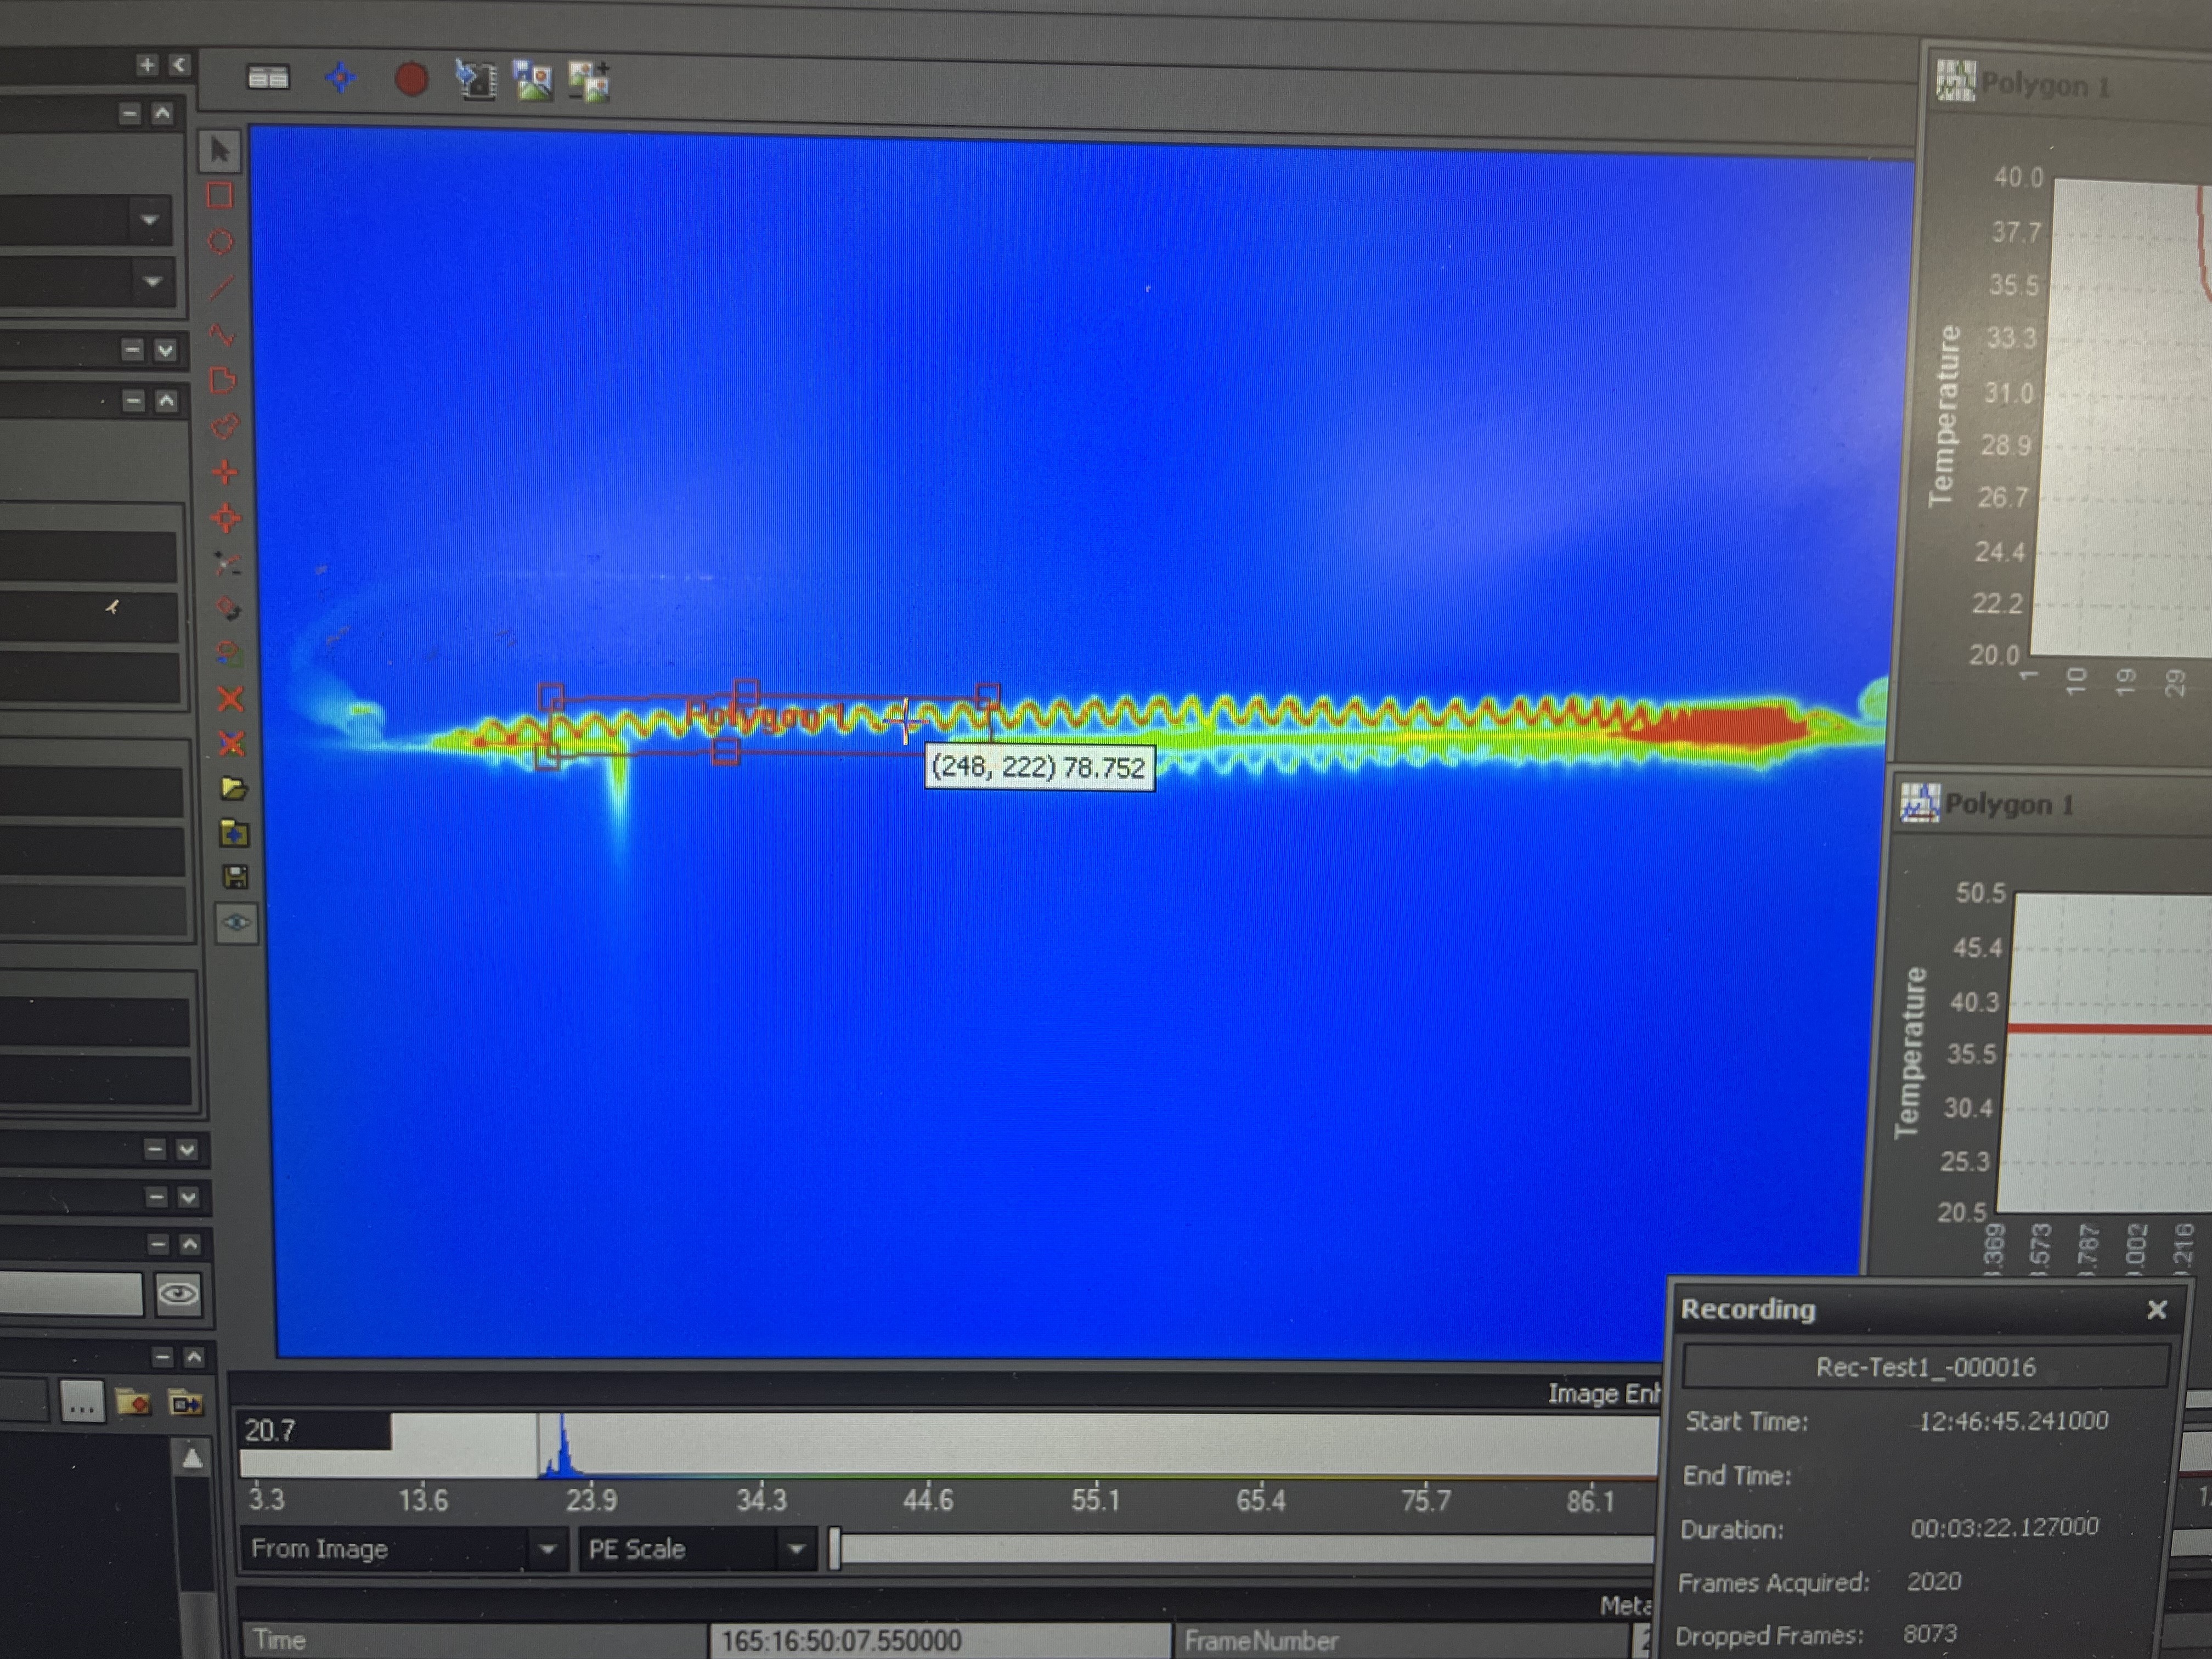 Polygon 1
40.0
37.7
35.5
33.3
31.0
28.9
26.7
24.4
22.2
20.0
Temperature
1
10
19
29
Polygon 1
(248, 222) 78.752
Polygon 1
50.5
45.4
40.3
35.5
30.4
25.3
20.5
Temperature
.369
.573
.787
.002
.216
Recording
Rec-Test1_-000016
Start Time: 12:46:45.241000
End Time:
Duration: 00:03:22.127000
Frames Acquired: 2020
Dropped Frames: 8073
Image Enh
20.7
3.3 13.6 23.9 34.3 44.6 55.1 65.4 75.7 86.1
From Image PE Scale
Meta
Time 165:16:50:07.550000 FrameNumber